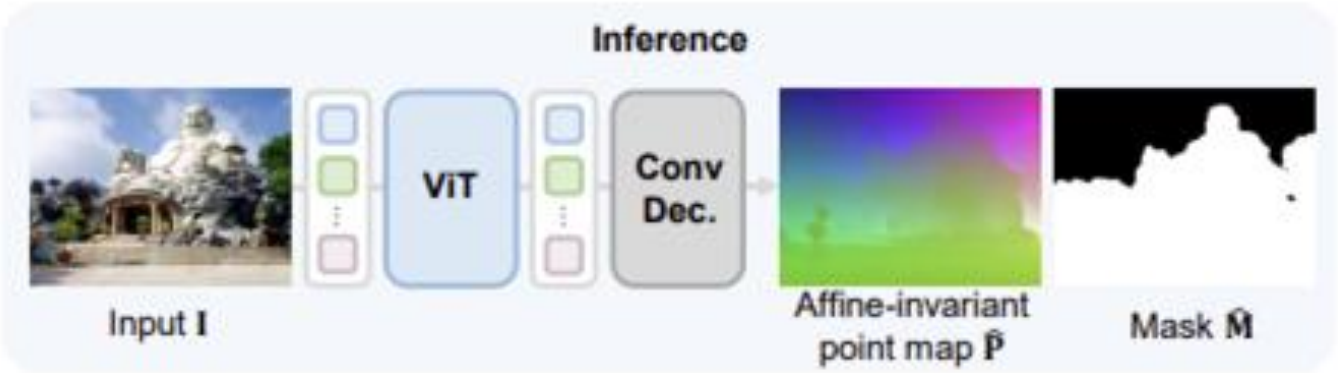 Inference
ViT
Conv
Dec.
Input I
Affine-invariant
point map P̂
Mask M̂